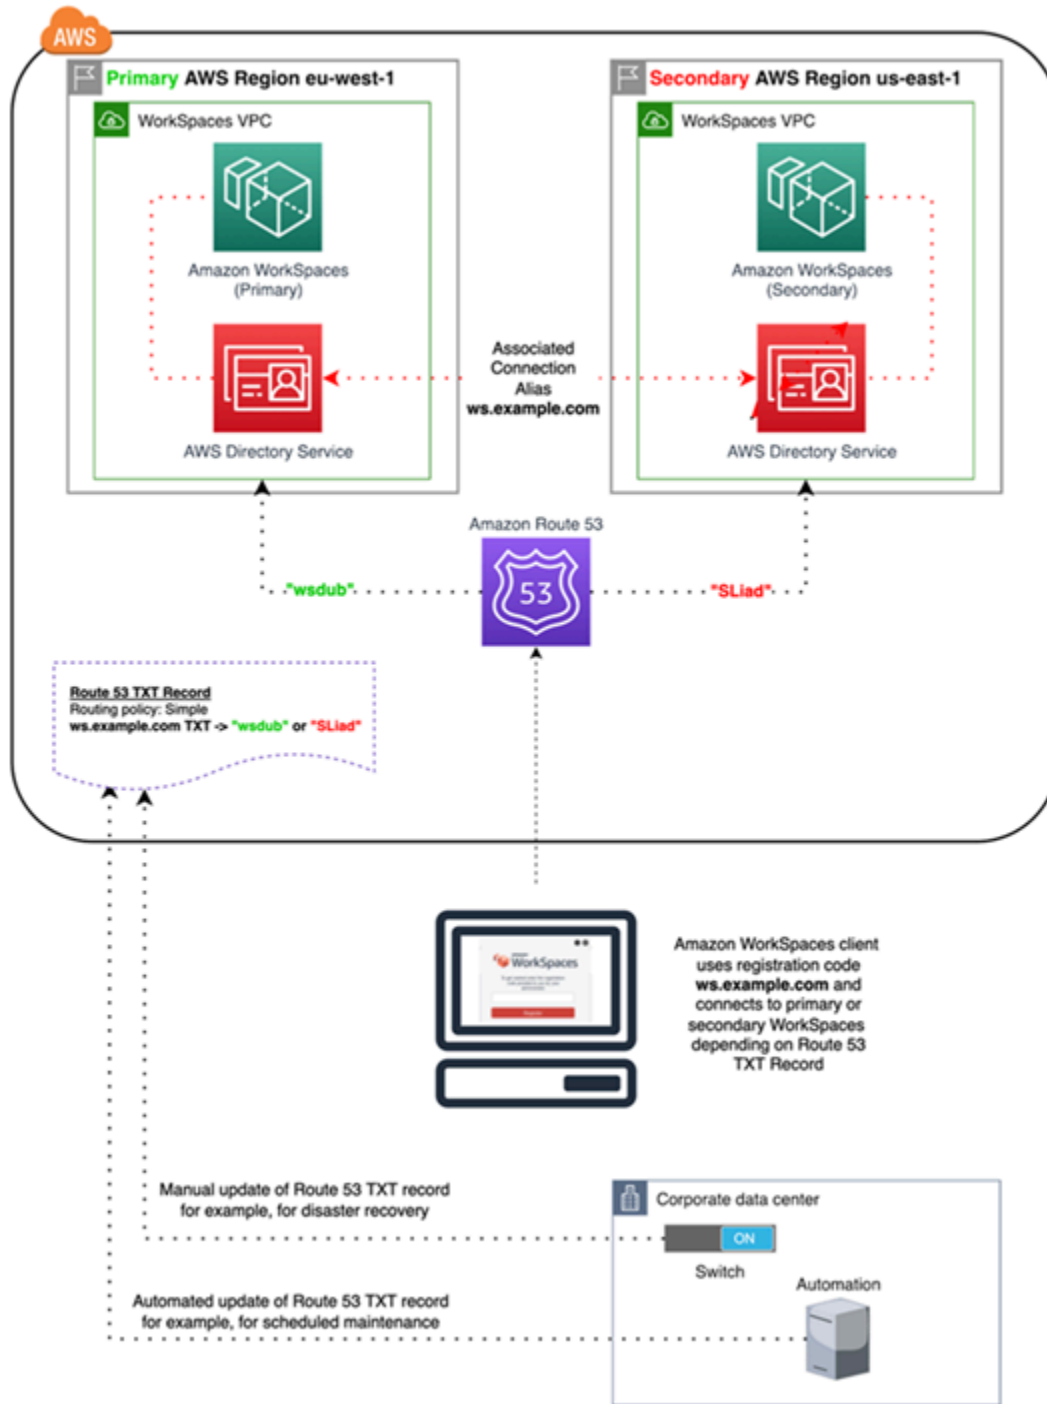 AWS
Primary AWS Region eu-west-1
WorkSpaces VPC
Amazon WorkSpaces
(Primary)
AWS Directory Service
Secondary AWS Region us-east-1
WorkSpaces VPC
Amazon WorkSpaces
(Secondary)
AWS Directory Service
Associated
Connection
Alias
ws.example.com
Amazon Route 53
53
"wsdub"
"SLiad"
Route 53 TXT Record
Routing policy: Simple
ws.example.com TXT -> "wsdub" or "SLiad"
WorkSpaces
Amazon WorkSpaces client
uses registration code
ws.example.com and
connects to primary or
secondary WorkSpaces
depending on Route 53
TXT Record
Manual update of Route 53 TXT record
for example, for disaster recovery
Automated update of Route 53 TXT record
for example, for scheduled maintenance
Corporate data center
ON
Switch
Automation